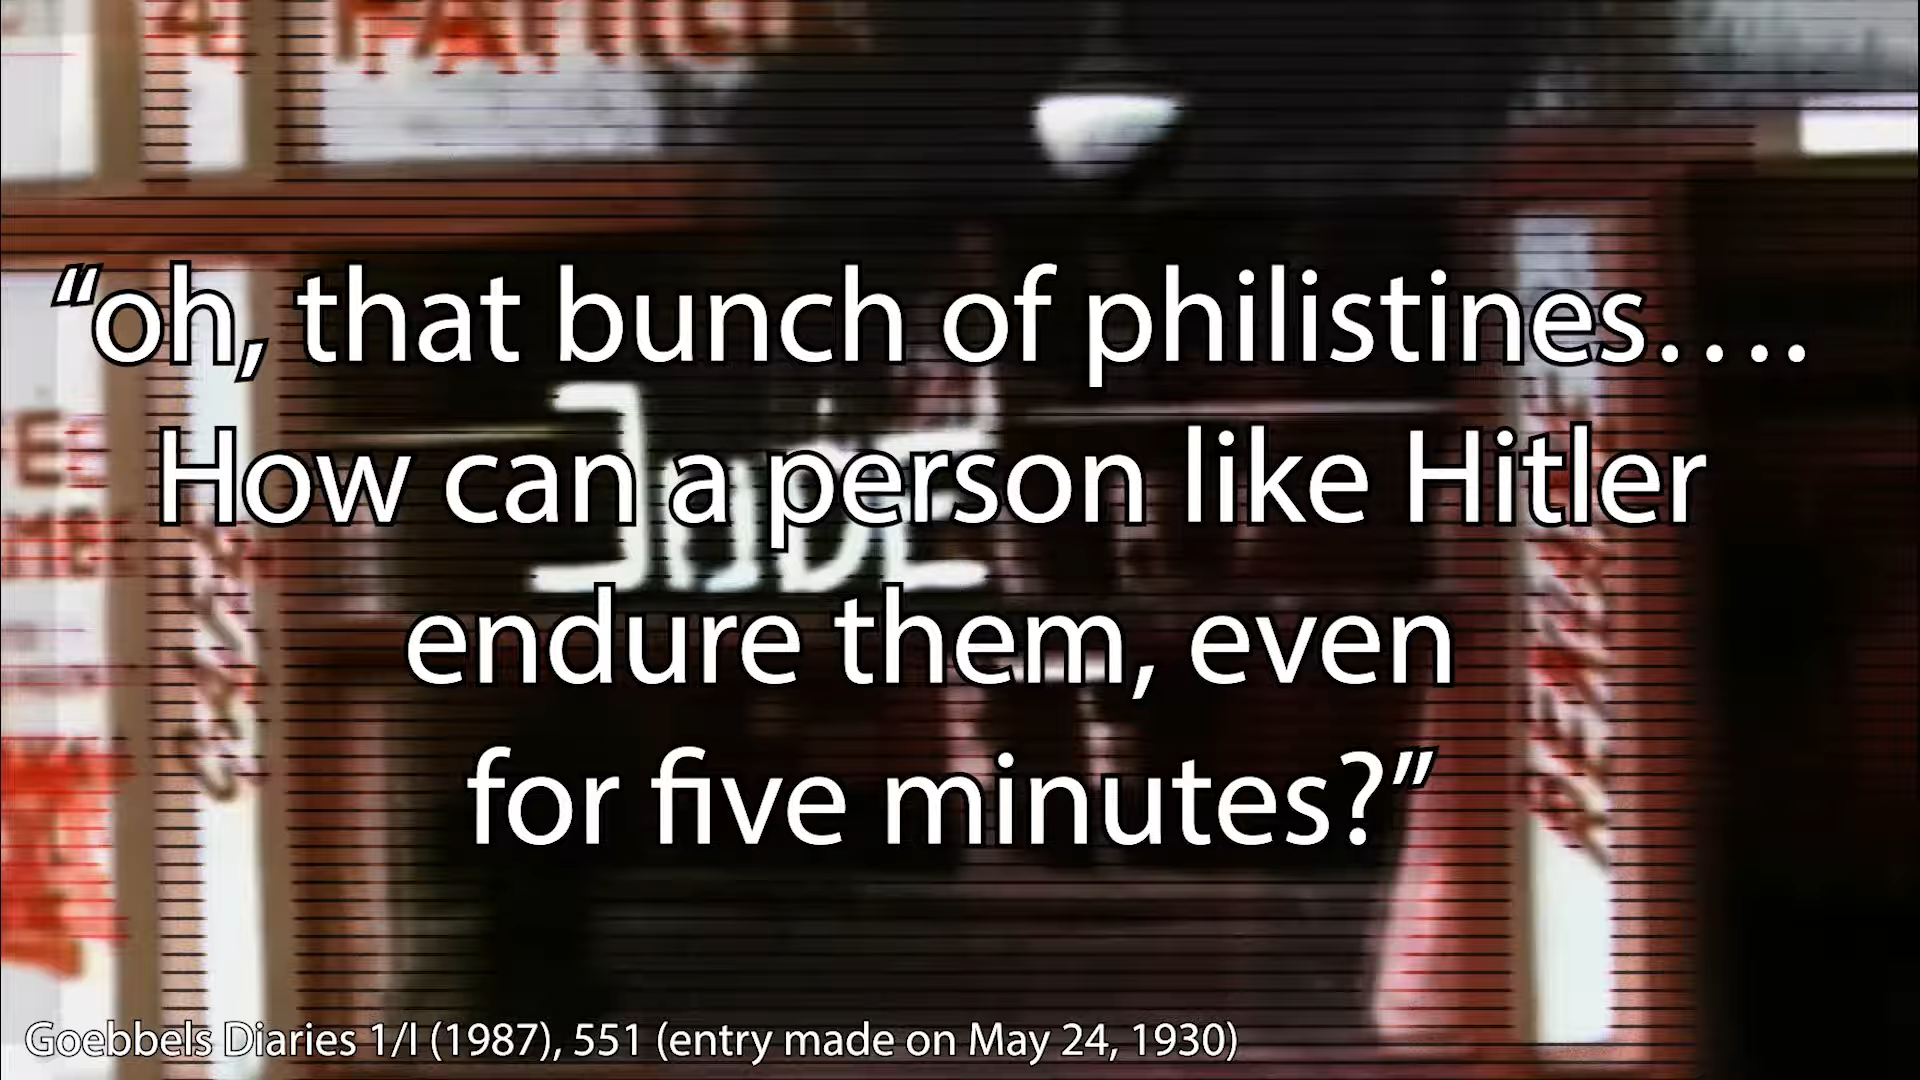 “oh, that bunch of philistines….
How can a person like Hitler
endure them, even
for five minutes?”
JUDE
Goebbels Diaries 1/I (1987), 551 (entry made on May 24, 1930)